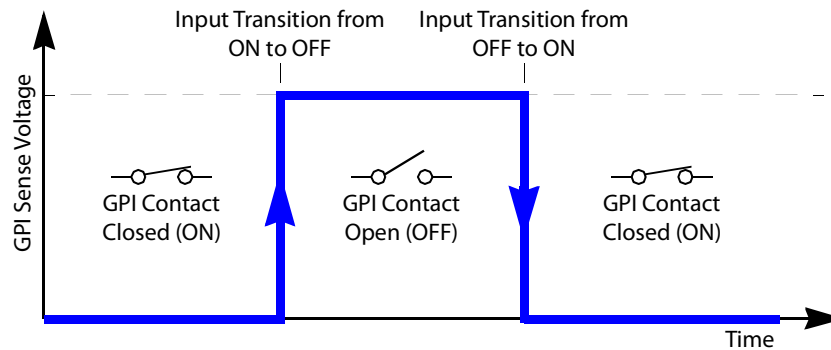 Input Transition from
ON to OFF
Input Transition from
OFF to ON
GPI Sense Voltage
GPI Contact
Closed (ON)
GPI Contact
Open (OFF)
GPI Contact
Closed (ON)
Time